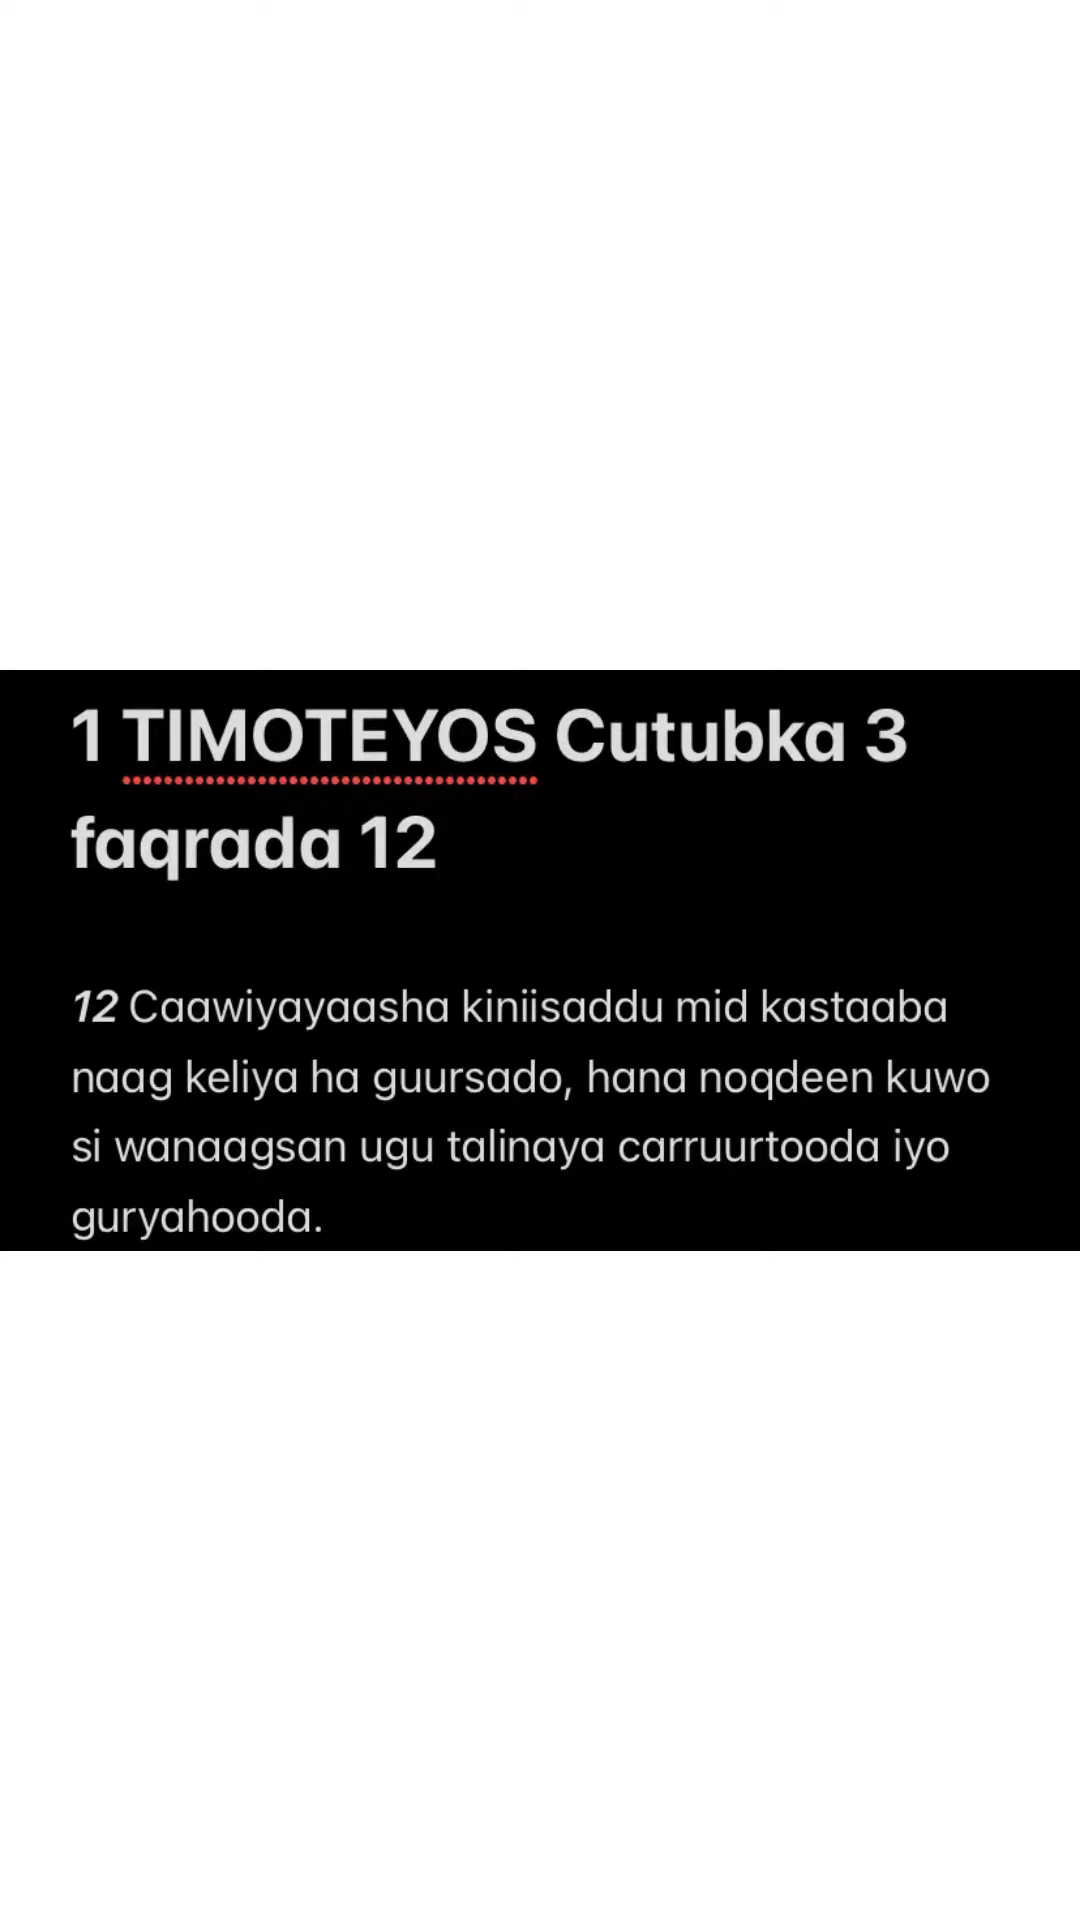 1 TIMOTEYOS Cutubka 3
faqrada 12
12 Caawiyayaasha kiniisaddu mid kastaaba
naag keliya ha guursado, hana noqdeen kuwo
si wanaagsan ugu talinaya carruurtooda iyo
guryahooda.